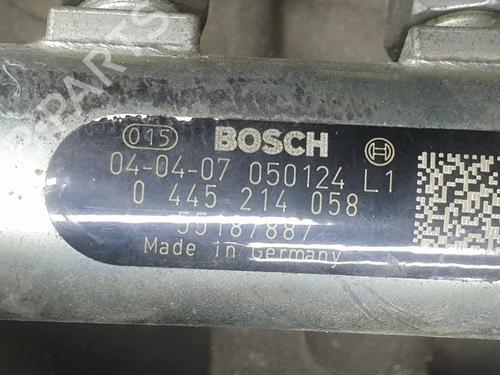 015 BOSCH
04-04-07 050124 L1
0 445 214 058
55187887
Made in Germany